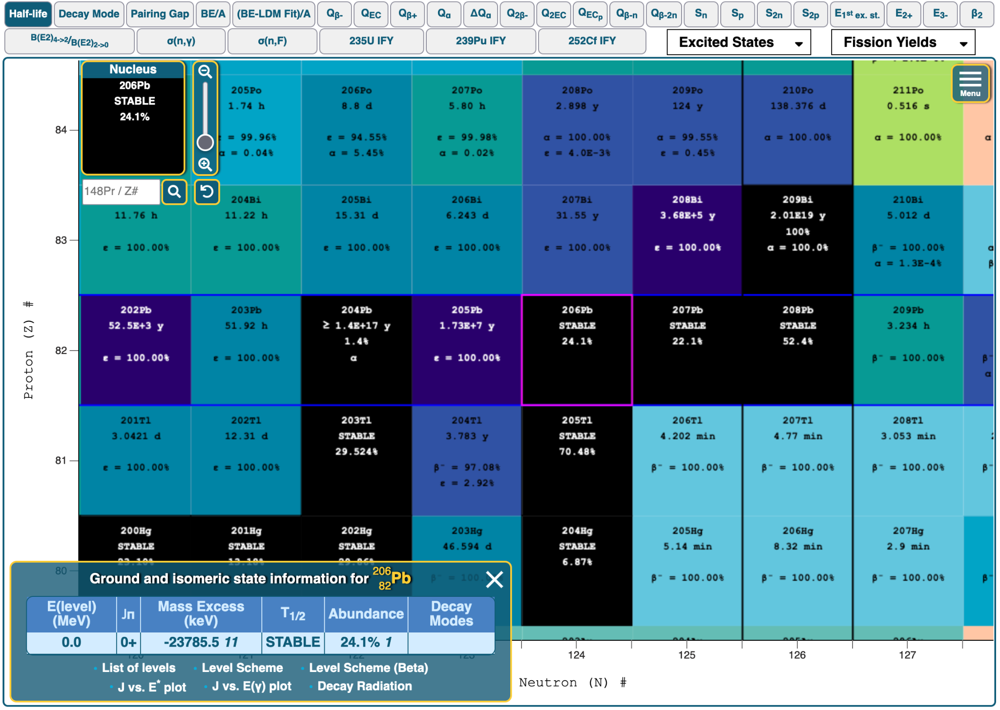 Half-life Decay Mode Pairing Gap BE/A (BE-LDM Fit)/A Qβ- QEC Qβ+ Qα ΔQα Q2β- Q2EC QECp Qβ-n Qβ-2n Sn Sp S2n S2p E1st ex. st. E2+ E3- β2
B(E2)4->2/B(E2)2->0 σ(n,γ) σ(n,F) 235U IFY 239Pu IFY 252Cf IFY Excited States Fission Yields
Nucleus
206Pb
STABLE
24.1%
Menu
148Pr / Z#
Proton (Z) #
84
205Po
1.74 h
ε = 99.96%
α = 0.04%
206Po
8.8 d
ε = 94.55%
α = 5.45%
207Po
5.80 h
ε = 99.98%
α = 0.02%
208Po
2.898 y
α = 100.00%
ε = 4.0E-3%
209Po
124 y
α = 99.55%
ε = 0.45%
210Po
138.376 d
α = 100.00%
211Po
0.516 s
α = 100.00%
α
83
11.76 h
ε = 100.00%
204Bi
11.22 h
ε = 100.00%
205Bi
15.31 d
ε = 100.00%
206Bi
6.243 d
ε = 100.00%
207Bi
31.55 y
ε = 100.00%
208Bi
3.68E+5 y
ε = 100.00%
209Bi
2.01E19 y
100%
α = 100.0%
210Bi
5.012 d
β⁻ = 100.00%
α = 1.3E-4%
α
β
82
202Pb
52.5E+3 y
ε = 100.00%
203Pb
51.92 h
ε = 100.00%
204Pb
≥ 1.4E+17 y
1.4%
α
205Pb
1.73E+7 y
ε = 100.00%
206Pb
STABLE
24.1%
207Pb
STABLE
22.1%
208Pb
STABLE
52.4%
209Pb
3.234 h
β⁻ = 100.00%
β⁻
α
81
201Tl
3.0421 d
ε = 100.00%
202Tl
12.31 d
ε = 100.00%
203Tl
STABLE
29.524%
204Tl
3.783 y
β⁻ = 97.08%
ε = 2.92%
205Tl
STABLE
70.48%
206Tl
4.202 min
β⁻ = 100.00%
207Tl
4.77 min
β⁻ = 100.00%
208Tl
3.053 min
β⁻ = 100.00%
β⁻
80
200Hg
STABLE
23.10%
201Hg
STABLE
13.18%
202Hg
STABLE
29.86%
203Hg
46.594 d
β⁻ = 100.
204Hg
STABLE
6.87%
205Hg
5.14 min
β⁻ = 100.00%
206Hg
8.32 min
β⁻ = 100.00%
207Hg
2.9 min
β⁻ = 100.00%
β⁻
Ground and isomeric state information for 206 82 Pb
E(level) (MeV) Jπ Mass Excess (keV) T1/2 Abundance Decay Modes
0.0 0+ -23785.5 11 STABLE 24.1% 1
List of levels Level Scheme Level Scheme (Beta)
J vs. E* plot J vs. E(γ) plot Decay Radiation
120 121 122 123 124 125 126 127
Neutron (N) #